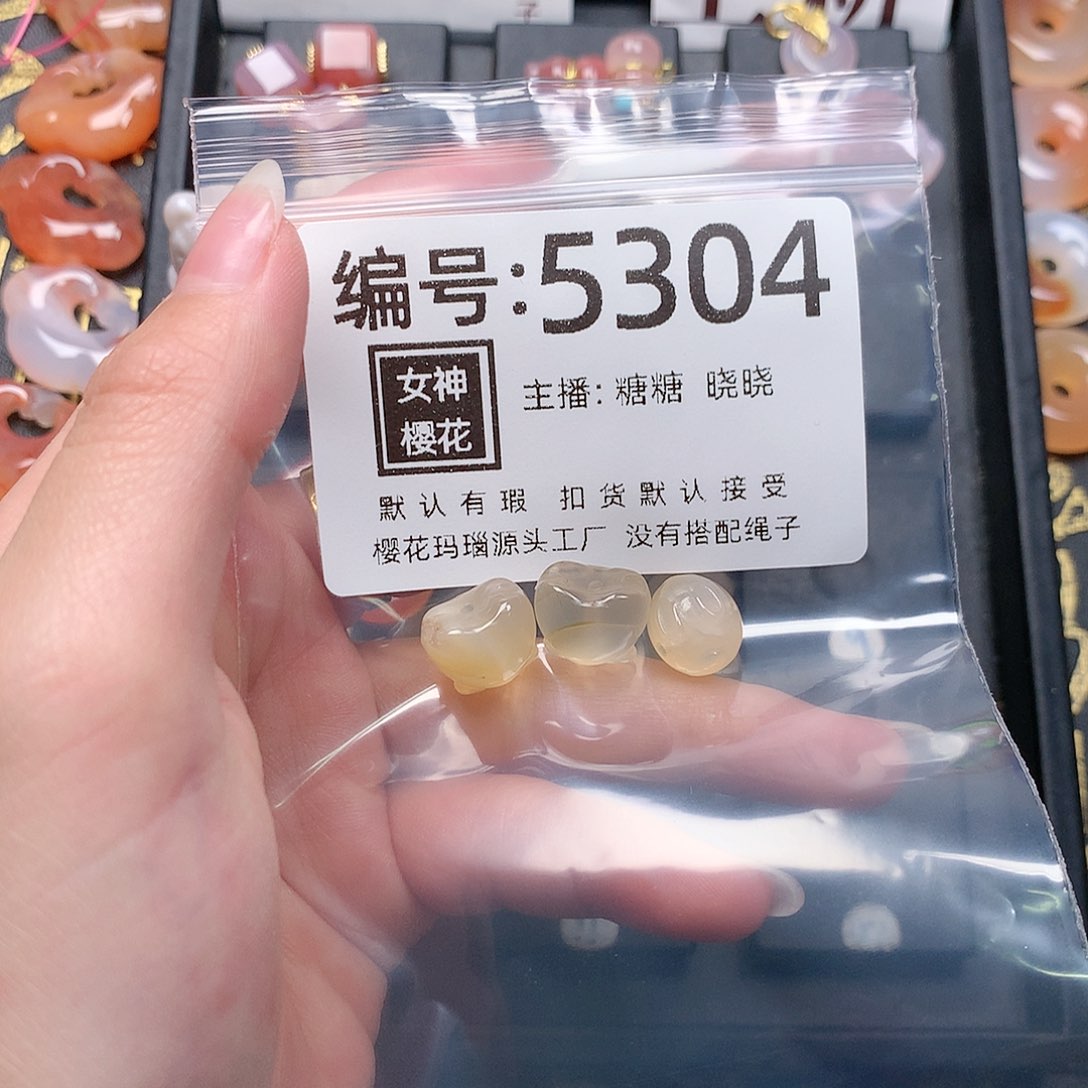 子
编号:5304
女神
樱花
主播: 糖糖 晓晓
默认有瑕 扣货默认接受
樱花玛瑙源头工厂 没有搭配绳子